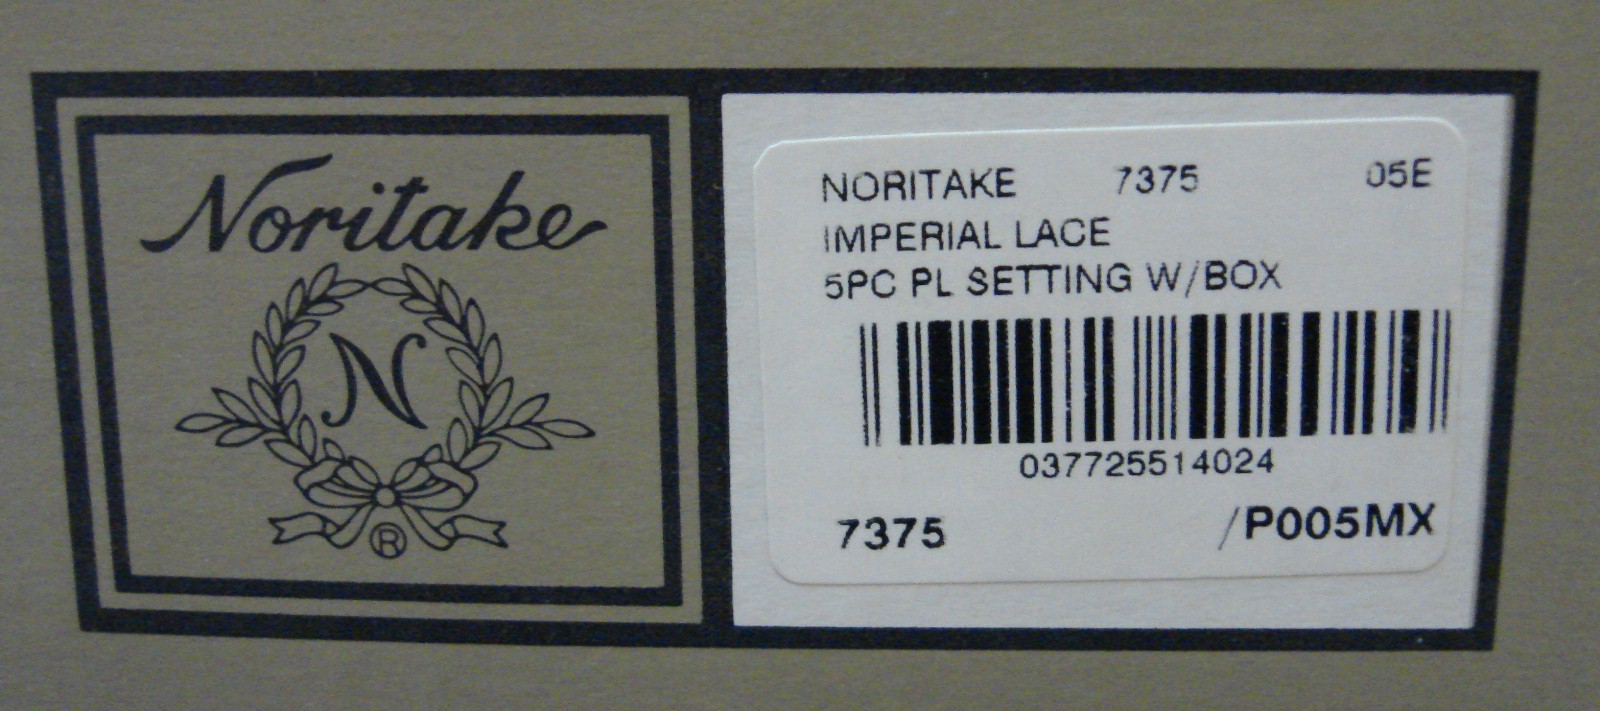 Noritake
N
®
NORITAKE 7375 05E
IMPERIAL LACE
5PC PL SETTING W/BOX
037725514024
7375 /P005MX